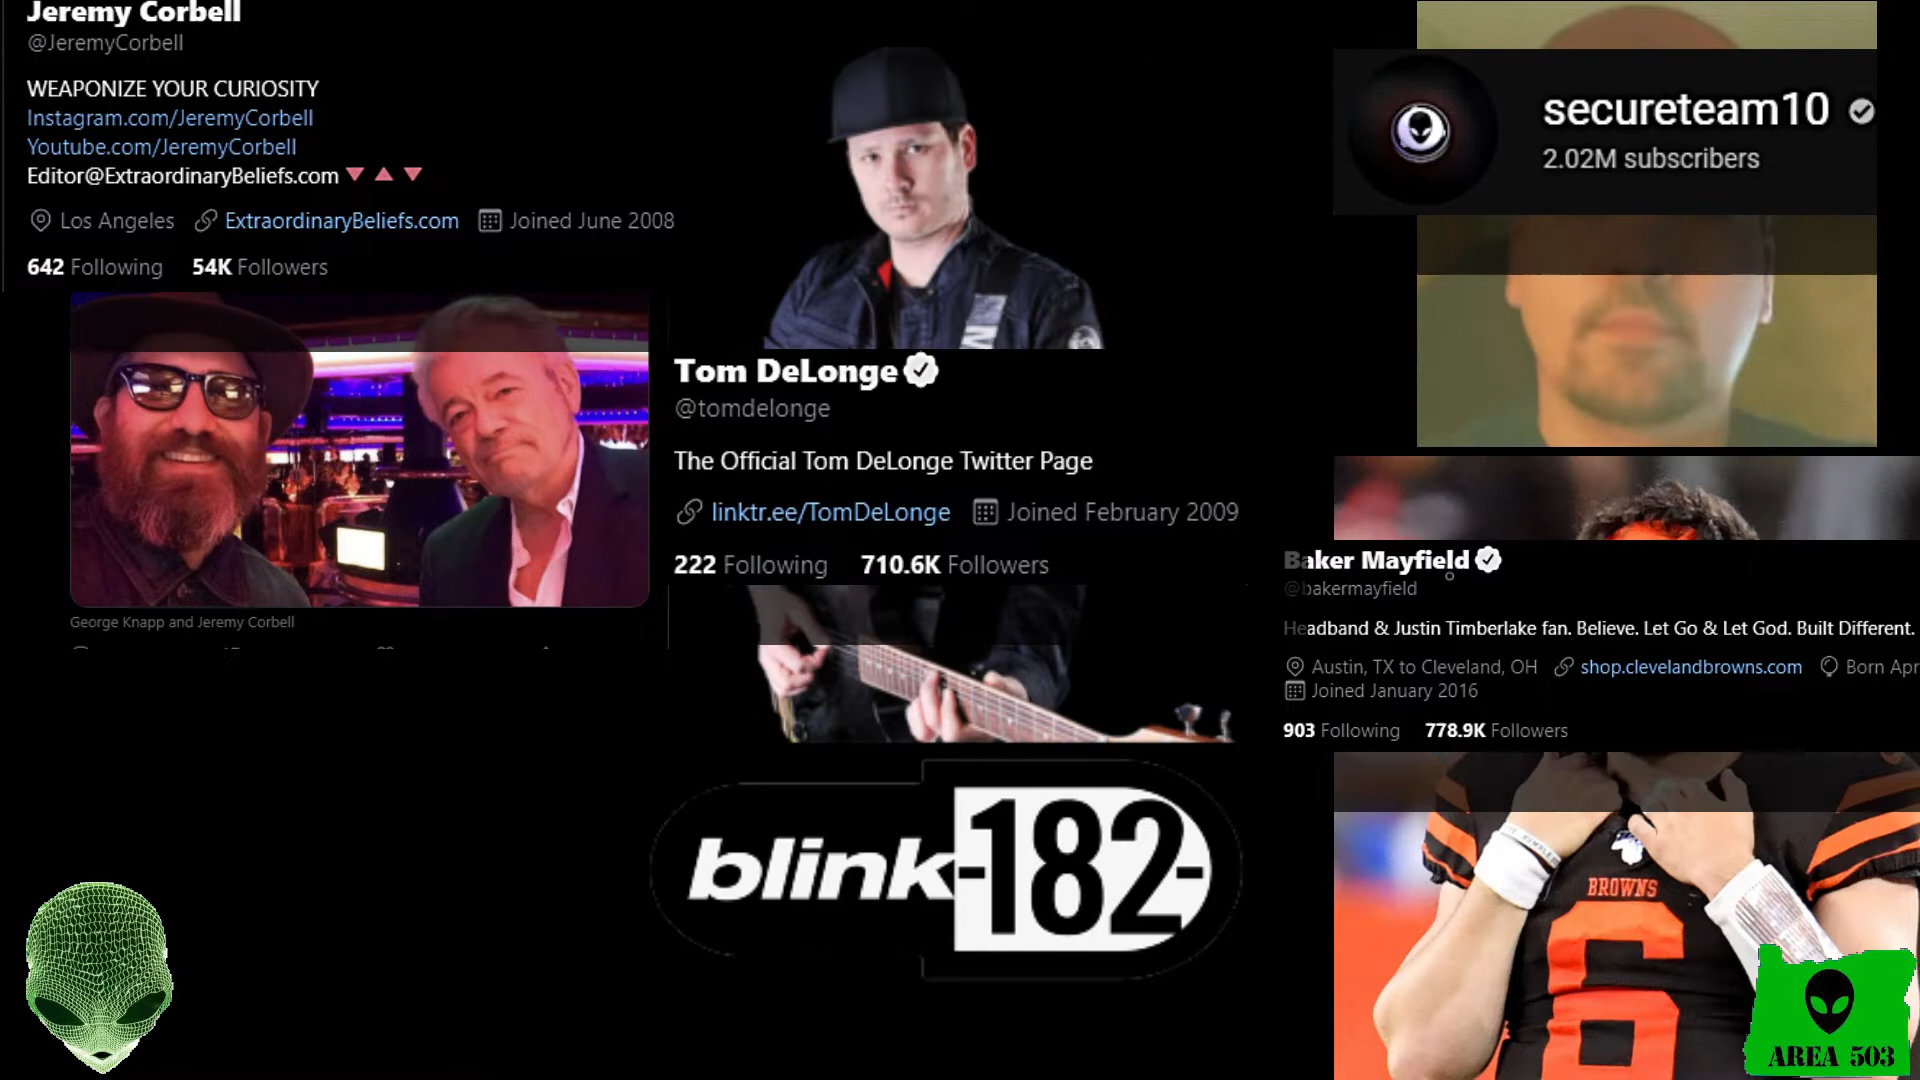 Jeremy Corbell
@JeremyCorbell
WEAPONIZE YOUR CURIOSITY
Instagram.com/JeremyCorbell
Youtube.com/JeremyCorbell
Editor@ExtraordinaryBeliefs.com
Los Angeles ExtraordinaryBeliefs.com Joined June 2008
642 Following 54K Followers
George Knapp and Jeremy Corbell
Tom DeLonge
@tomdelonge
The Official Tom DeLonge Twitter Page
linktr.ee/TomDeLonge Joined February 2009
222 Following 710.6K Followers
blink-182-
secureteam10
2.02M subscribers
Baker Mayfield
@bakermayfield
Headband & Justin Timberlake fan. Believe. Let Go & Let God. Built Different.
Austin, TX to Cleveland, OH shop.clevelandbrowns.com Born Apr
Joined January 2016
903 Following 778.9K Followers
BROWNS
6
AREA 503